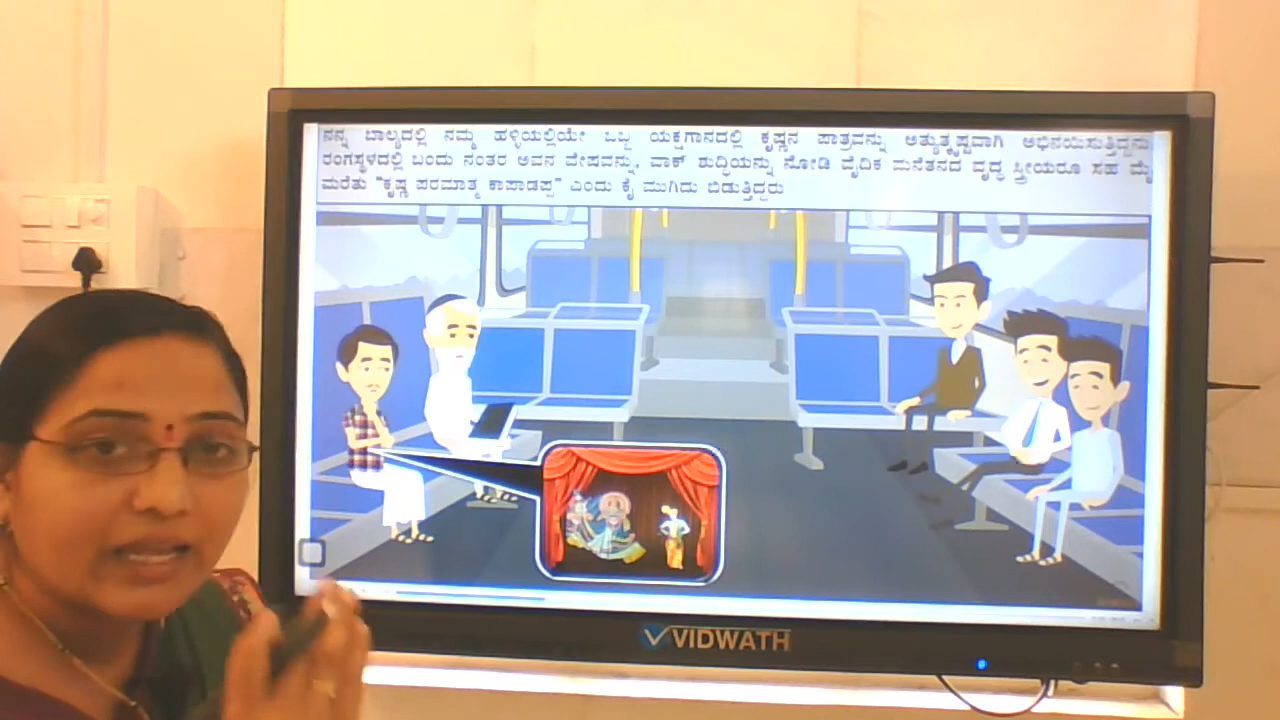 ನನ್ನ ಬಾಲ್ಯದಲ್ಲಿ ನಮ್ಮ ಹಳ್ಳಿಯಲ್ಲಿಯೇ ಒಬ್ಬ ಯಕ್ಷಗಾನದಲ್ಲಿ ಕೃಷ್ಣನ ಪಾತ್ರವನ್ನು ಅತ್ಯುತ್ಕೃಷ್ಟವಾಗಿ ಅಭಿನಯಿಸುತ್ತಿದ್ದನು
ರಂಗಸ್ಥಳದಲ್ಲಿ ಬಂದು ನಂತರ ಅವನ ವೇಷವನ್ನು, ವಾಕ್ ಶುದ್ಧಿಯನ್ನು ನೋಡಿ ವೈದಿಕ ಮನೆತನದ ವೃದ್ಧ ಸ್ತ್ರೀಯರೂ ಸಹ ಮೈ
ಮರೆತು "ಕೃಷ್ಣ ಪರಮಾತ್ಮ ಕಾಪಾಡಪ್ಪ" ಎಂದು ಕೈ ಮುಗಿದು ಬಿಡುತ್ತಿದ್ದರು
VIDWATH